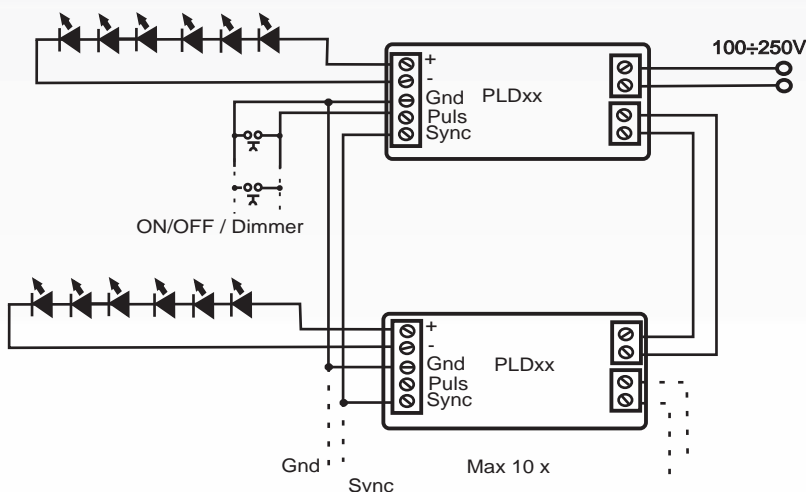 100÷250V
+
-
Gnd
Puls
Sync
PLDxx
ON/OFF / Dimmer
+
-
Gnd
Puls
Sync
PLDxx
Gnd
Sync
Max 10 x